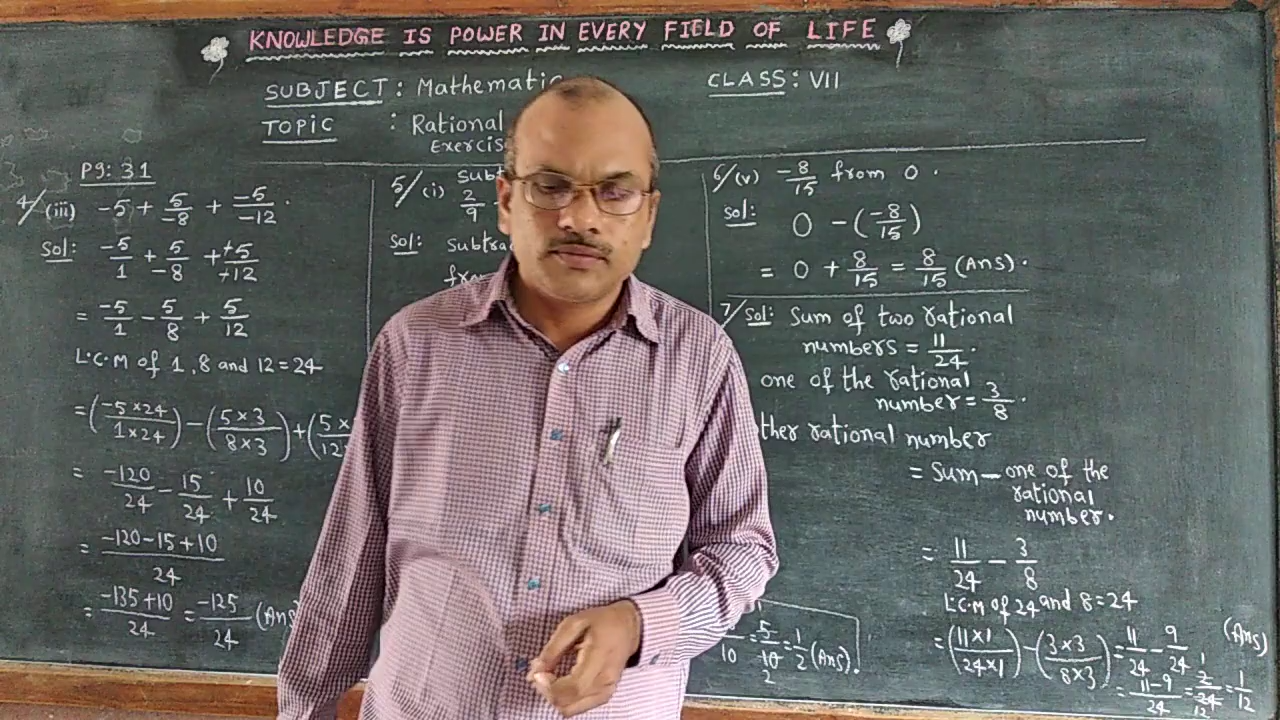 KNOWLEDGE IS POWER IN EVERY FIELD OF LIFE
SUBJECT : Mathematic
CLASS: VII
TOPIC : Rational
EXERCIS
Pg: 31
4/ (iii) -5 + 5/-8 + -5/-12 .
Sol: -5/1 + 5/-8 + +5/+12
= -5/1 - 5/8 + 5/12
L.C.M of 1, 8 and 12 = 24
= (-5×24/1×24) - (5×3/8×3) + (5×/12
= -120/24 - 15/24 + 10/24
= -120-15+10/24
= -135+10/24 = -125/24 (Ans
5/ (i) Subt
2/9
Sol: Subtra
from
10 = 5/10 = 1/2 (Ans).
2
6/ (v) -8/15 from 0 .
Sol: 0 - (-8/15)
= 0 + 8/15 = 8/15 (Ans).
7/ Sol: Sum of two rational
numbers = 11/24 .
one of the rational
number = 3/8 .
ther rational number
= Sum - one of the
rational
number.
= 11/24 - 3/8
L.C.M of 24 and 8 = 24
= (11×1/24×1) - (3×3/8×3) = 11/24 - 9/24 (Ans)
= 11-9/24 = 2/24 = 1/12